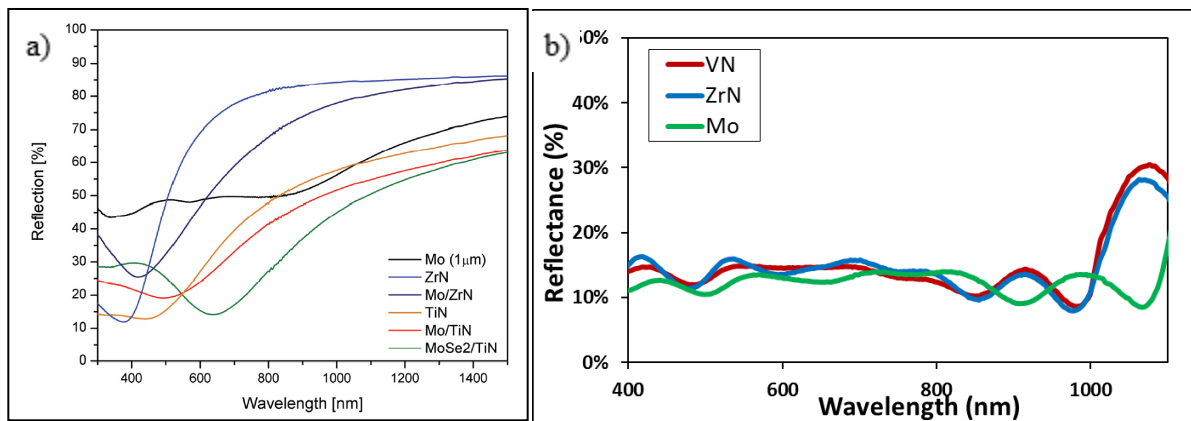 a)
Reflection [%]
100
90
80
70
60
50
40
30
20
10
0
Mo (1μm)
ZrN
Mo/ZrN
TiN
Mo/TiN
MoSe2/TiN
400 600 800 1000 1200 1400
Wavelength [nm]
b)
Reflectance (%)
50%
40%
30%
20%
10%
0%
VN
ZrN
Mo
400 600 800 1000
Wavelength (nm)